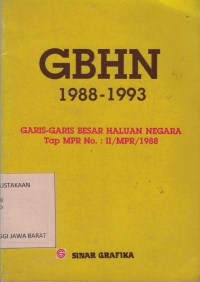 GBHN
1988-1993
GARIS-GARIS BESAR HALUAN NEGARA
Tap MPR No. : II/MPR/1988
USTAKAAN
GGI JAWA BARAT
SINAR GRAFIKA